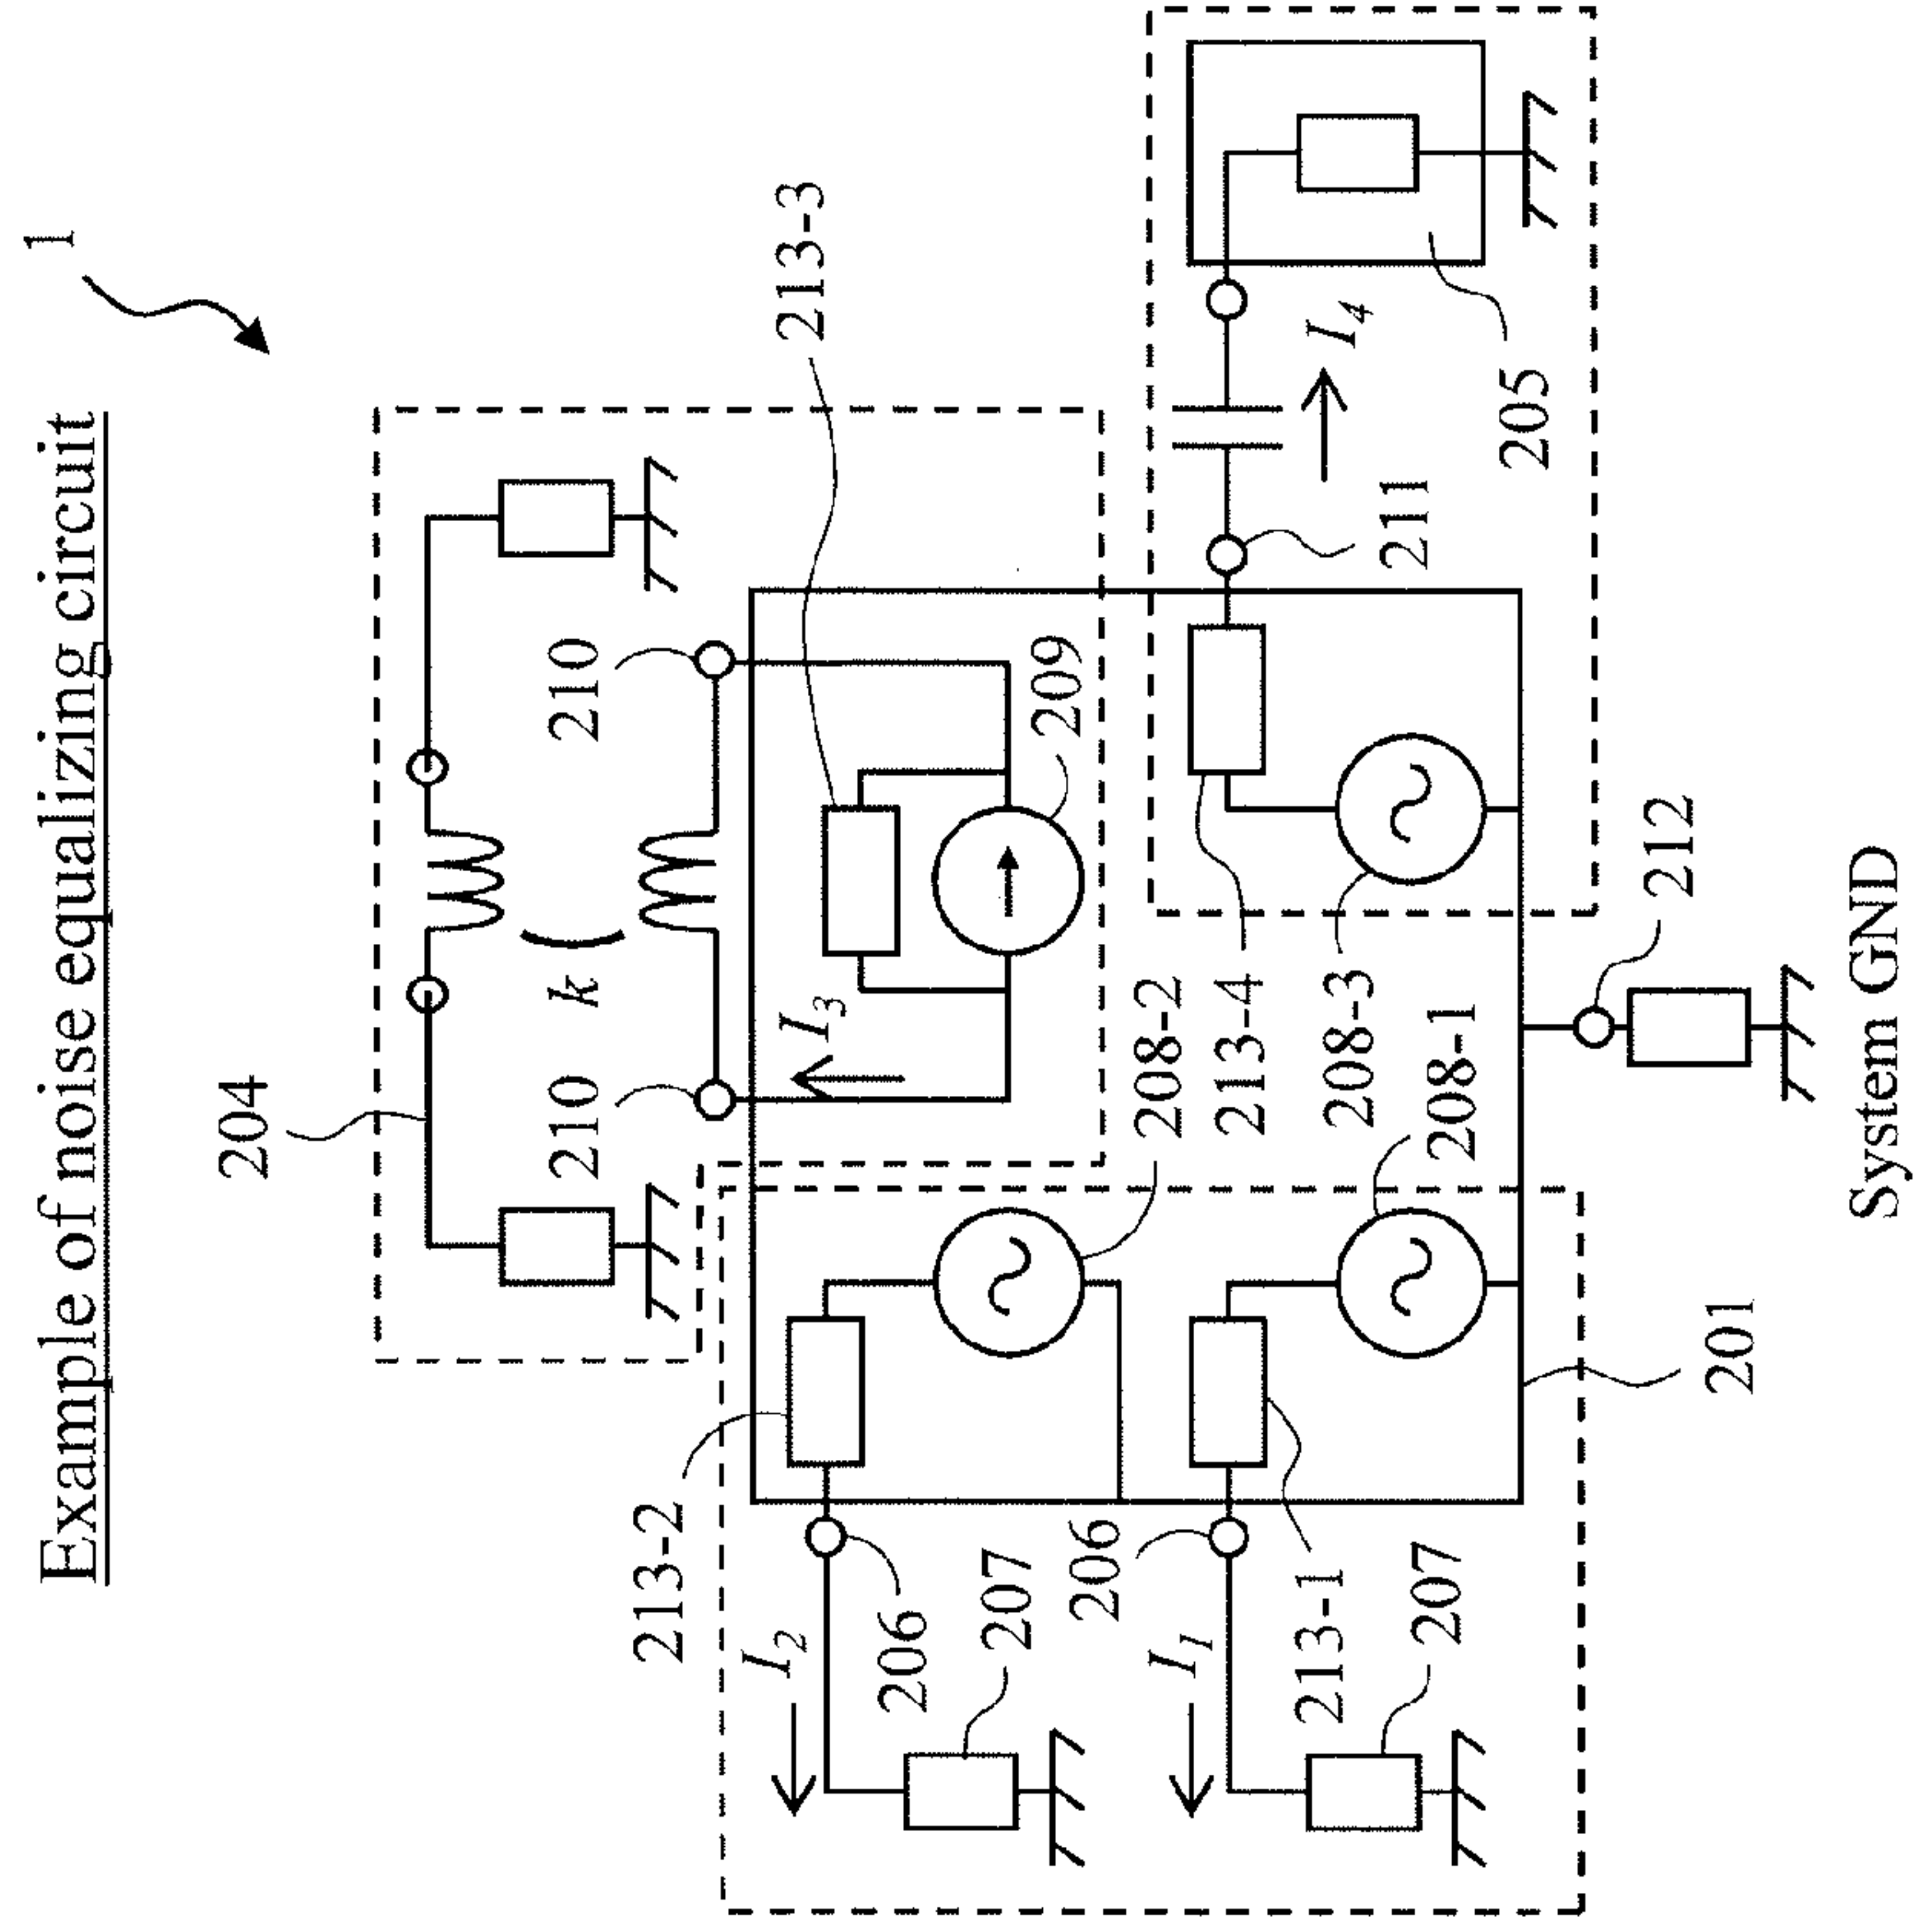 Example of noise equalizing circuit
1
204
213-3
210
k
210
I3
209
213-2
I2
206
207
208-2
213-4
208-3
208-1
206
I1
213-1
207
201
212
211
I4
205
System GND